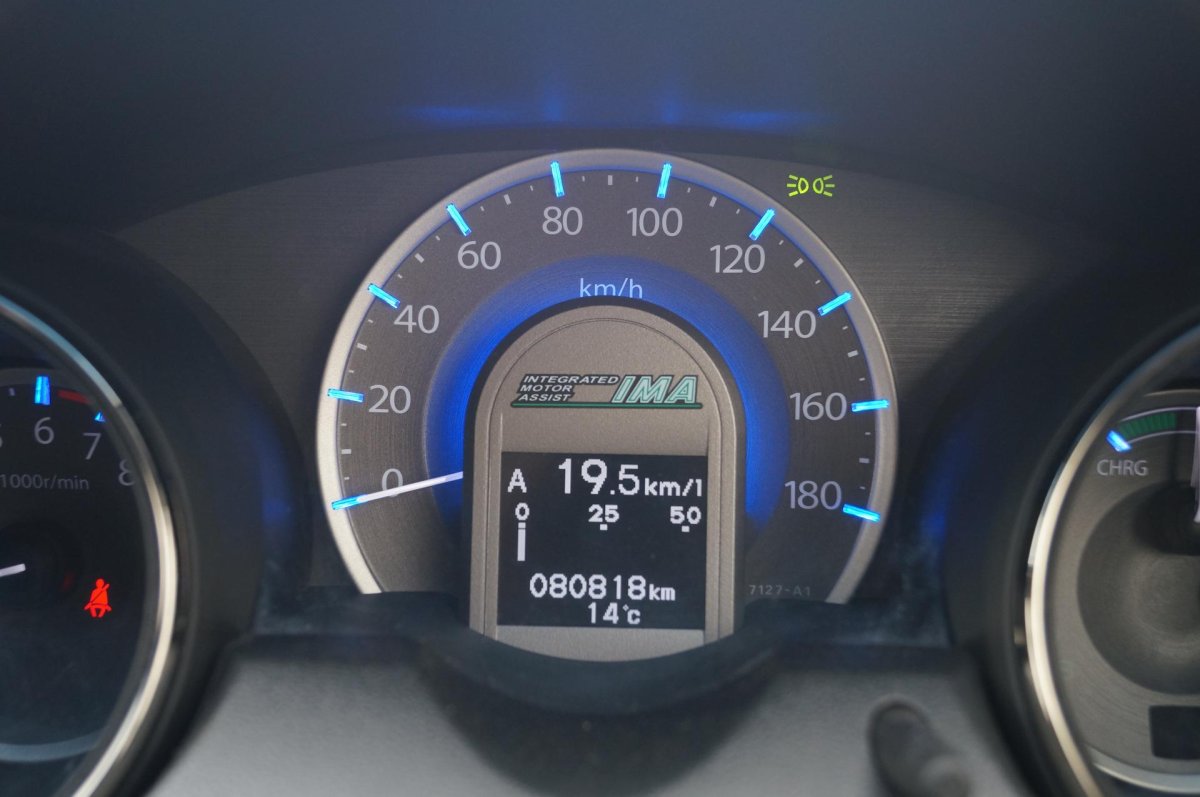 80
100
60
120
km/h
40
140
INTEGRATED
MOTOR
ASSIST
IMA
20
160
6
7
8
x1000r/min
0
180
CHRG
A 19.5km/l
0 25 50
080818km
14°c
7127-A1